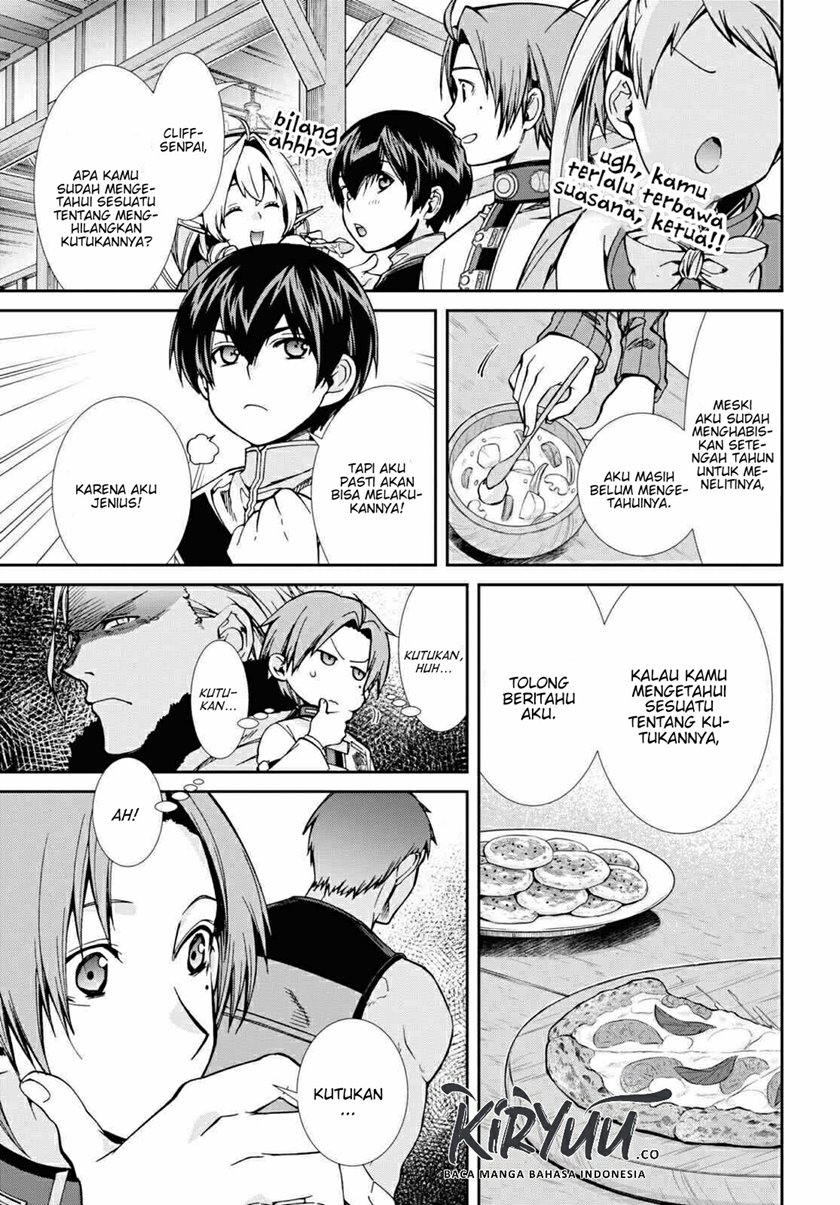 ugh, kamu
terlalu terbawa
suasana, ketua!!
bilang
ahhh~
CLIFF-
SENPAI,
APA KAMU
SUDAH MENGE-
TAHUI SESUATU
TENTANG MENG-
HILANGKAN
KUTUKANNYA?
MESKI
AKU SUDAH
MENGHABIS-
KAN SETE-
NGAH TAHUN
UNTUK ME-
NELITINYA,
AKU MASIH
BELUM MENGE-
TAHUINYA.
TAPI AKU
PASTI AKAN
BISA MELAKU-
KANNYA!
KARENA AKU
JENIUS!
KALAU KAMU
MENGETAHUI
SESUATU
TENTANG KU-
TUKANNYA,
TOLONG
BERITAHU
AKU.
KUTUKAN,
HUH...
KUTU-
KAN...
AH!
KUTUKAN
...
KIRYUU.CO
BACA MANGA BAHASA INDONESIA